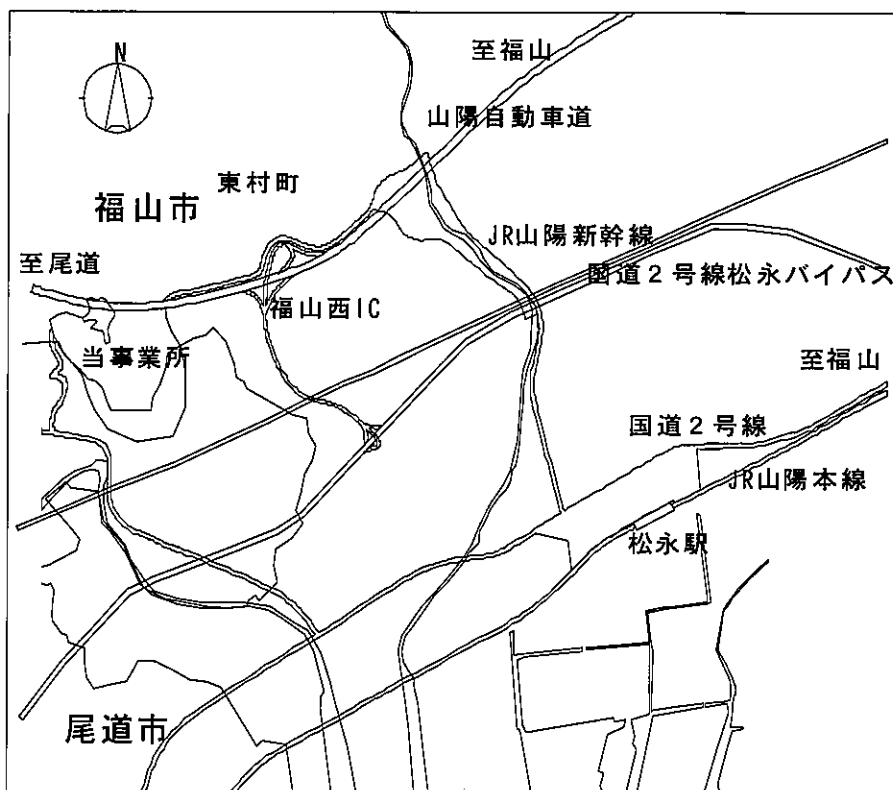 N
至福山
山陽自動車道
東村町
福山市
JR山陽新幹線
至尾道
国道２号線松永バイパス
福山西IC
当事業所
至福山
国道２号線
JR山陽本線
松永駅
尾道市